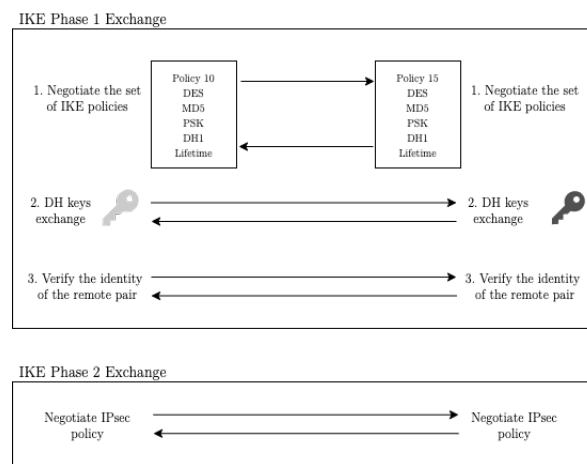 IKE Phase 1 Exchange
1. Negotiate the set
of IKE policies
Policy 10
DES
MD5
PSK
DH1
Lifetime
Policy 15
DES
MD5
PSK
DH1
Lifetime
1. Negotiate the set
of IKE policies
2. DH keys
exchange
2. DH keys
exchange
3. Verify the identity
of the remote pair
3. Verify the identity
of the remote pair
IKE Phase 2 Exchange
Negotiate IPsec
policy
Negotiate IPsec
policy